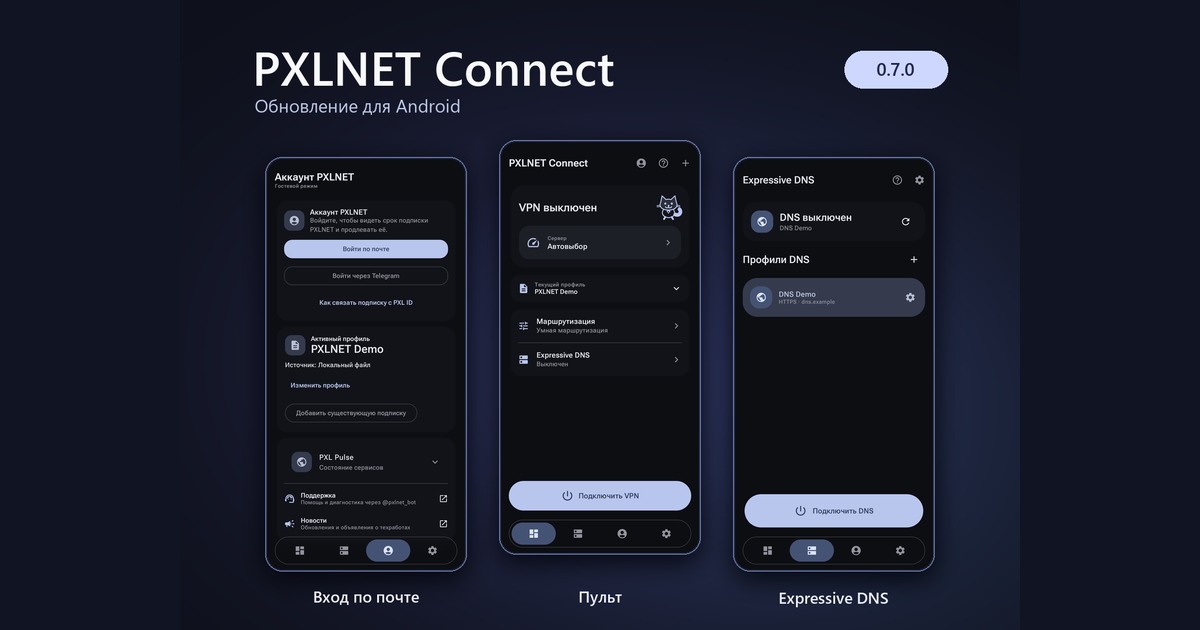 PXLNET Connect
0.7.0
Обновление для Android
Аккаунт PXLNET
Гостевой режим
Аккаунт PXLNET
Войдите, чтобы видеть срок подписки
PXLNET и продлевать её.
Войти по почте
Войти через Telegram
Как связать подписку с PXL ID
Активный профиль
PXLNET Demo
Источник: Локальный файл
Изменить профиль
Добавить существующую подписку
PXL Pulse
Состояние сервисов
Поддержка
Помощь и диагностика через @pxlnet_bot
Новости
Обновления и объявления о техработах
Вход по почте
PXLNET Connect
VPN выключен
Сервер
Автовыбор
Текущий профиль
PXLNET Demo
Маршрутизация
Умная маршрутизация
Expressive DNS
Выключен
Подключить VPN
Пульт
Expressive DNS
DNS выключен
DNS Demo
Профили DNS
DNS Demo
HTTPS · dns.example
Подключить DNS
Expressive DNS